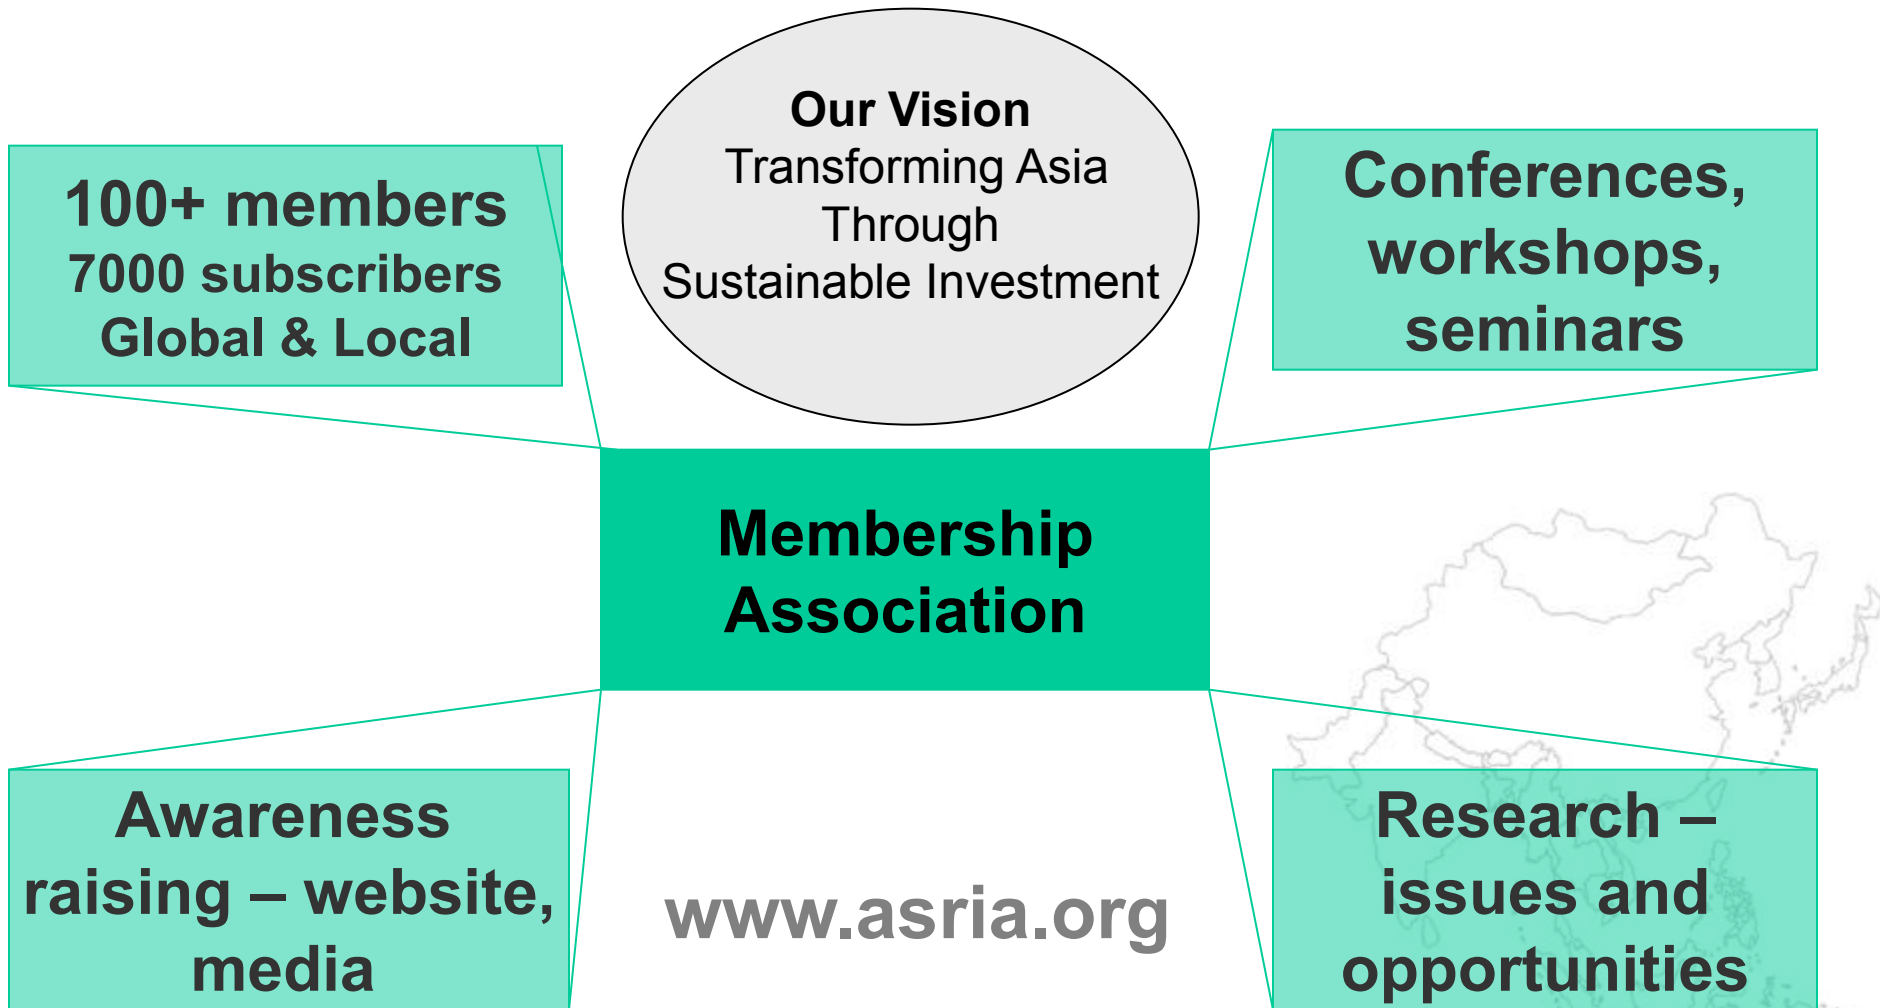 Our Vision
Transforming Asia
Through
Sustainable Investment
100+ members
7000 subscribers
Global & Local
Conferences,
workshops,
seminars
Membership
Association
Awareness
raising – website,
media
www.asria.org
Research –
issues and
opportunities